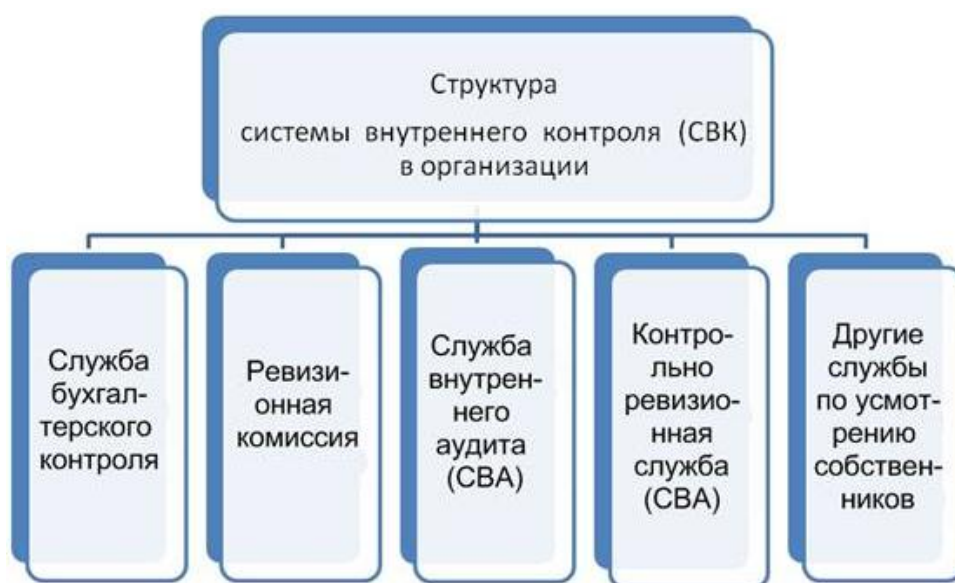 Структура
системы внутреннего контроля (СВК)
в организации
Служба
бухгал-
терского
контроля
Ревизи-
онная
комиссия
Служба
внутрен-
него
аудита
(СВА)
Контро-
льно
ревизио-
нная
служба
(СВА)
Другие
службы
по усмот-
рению
собствен-
ников